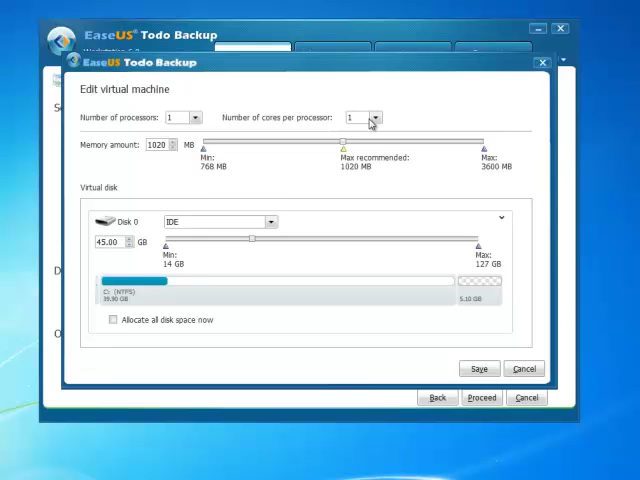 EaseUS® Todo Backup
EaseUS® Todo Backup
Edit virtual machine
Number of processors: 1 Number of cores per processor: 1
Memory amount: 1020 MB
Min: Max recommended: Max:
768 MB 1020 MB 3600 MB
Virtual disk
Disk 0 IDE
45.00 GB
Min: Max:
14 GB 127 GB
C: (NTFS)
39.90 GB 5.10 GB
Allocate all disk space now
Save Cancel
Back Proceed Cancel